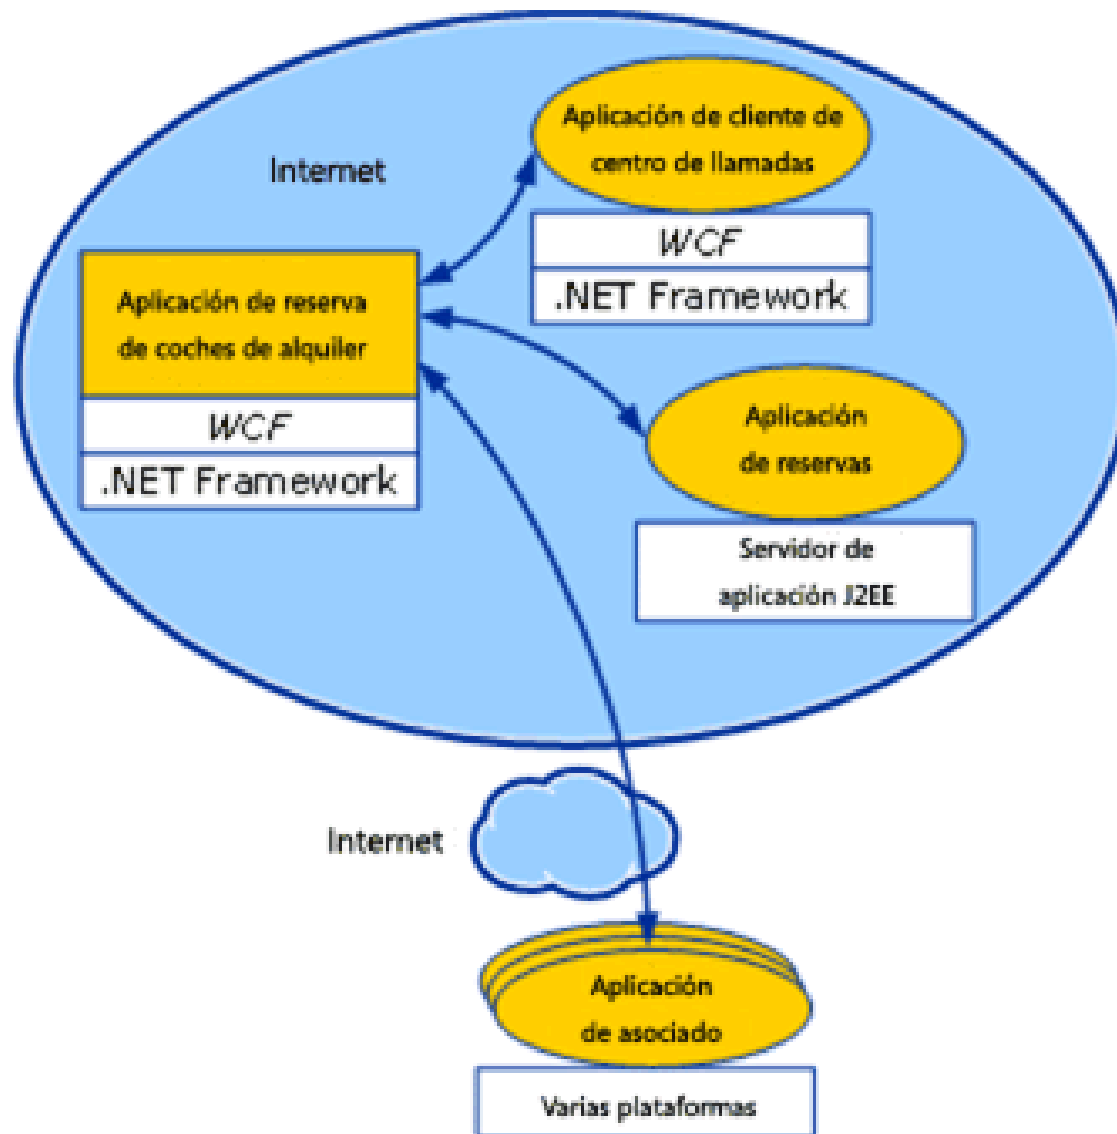 Internet
Aplicación de cliente de
centro de llamadas
WCF
.NET Framework
Aplicación de reserva
de coches de alquiler
WCF
.NET Framework
Aplicación
de reservas
Servidor de
aplicación J2EE
Internet
Aplicación
de asociado
Varias plataformas